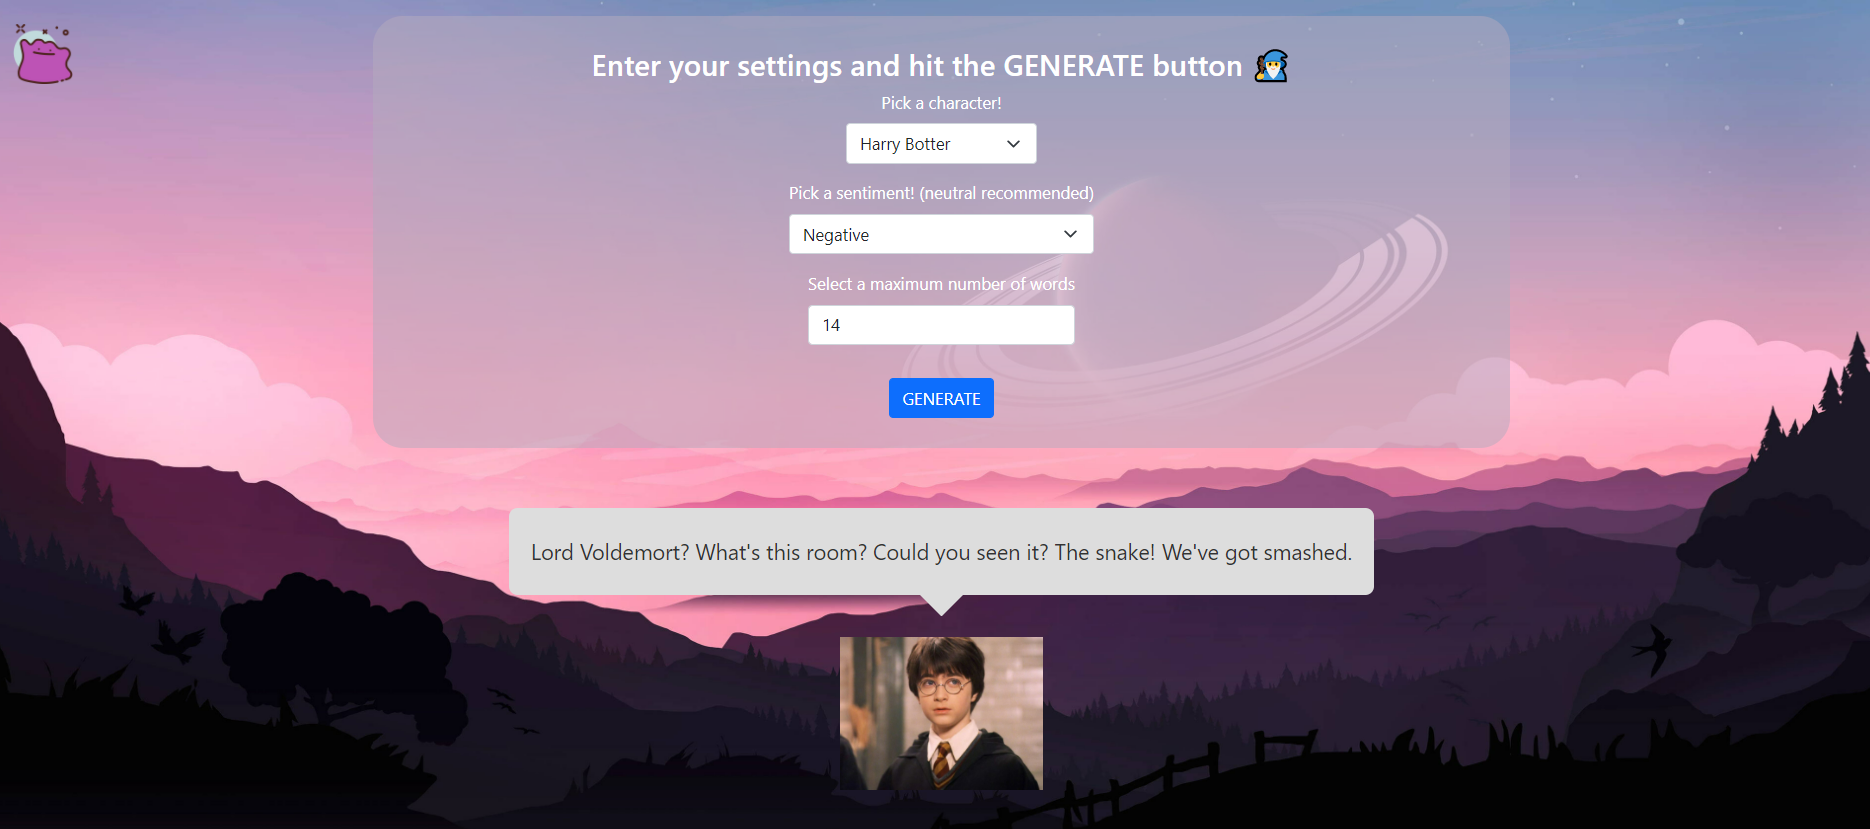 Enter your settings and hit the GENERATE button
Pick a character!
Harry Botter
Pick a sentiment! (neutral recommended)
Negative
Select a maximum number of words
14
GENERATE
Lord Voldemort? What's this room? Could you seen it? The snake! We've got smashed.